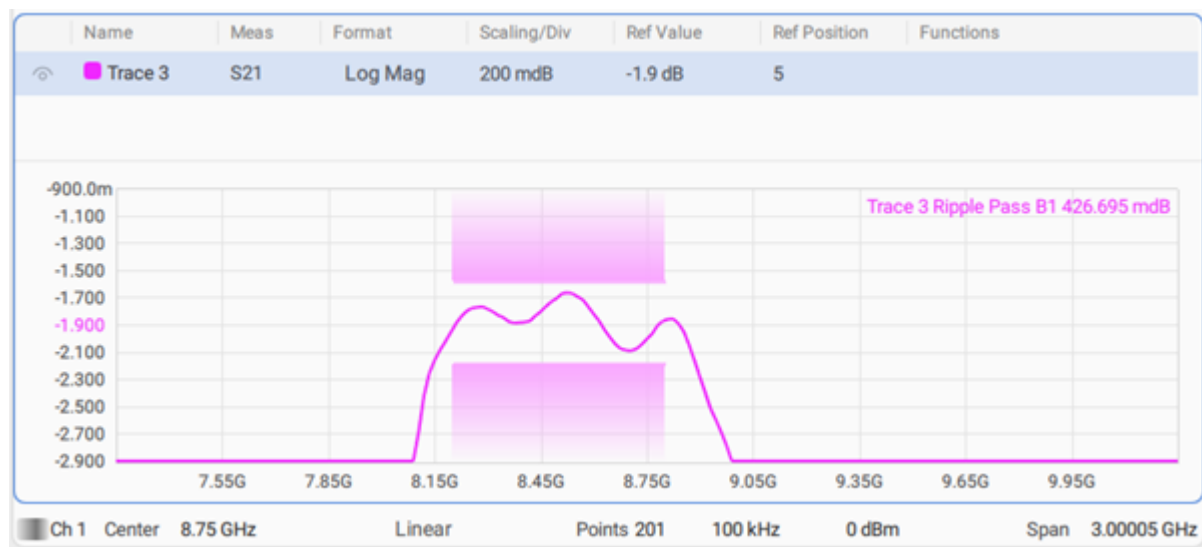 Name Meas Format Scaling/Div Ref Value Ref Position Functions
Trace 3 S21 Log Mag 200 mdB -1.9 dB 5
-900.0m
Trace 3 Ripple Pass B1 426.695 mdB
-1.100
-1.300
-1.500
-1.700
-1.900
-2.100
-2.300
-2.500
-2.700
-2.900
7.55G 7.85G 8.15G 8.45G 8.75G 9.05G 9.35G 9.65G 9.95G
Ch 1 Center 8.75 GHz Linear Points 201 100 kHz 0 dBm Span 3.00005 GHz